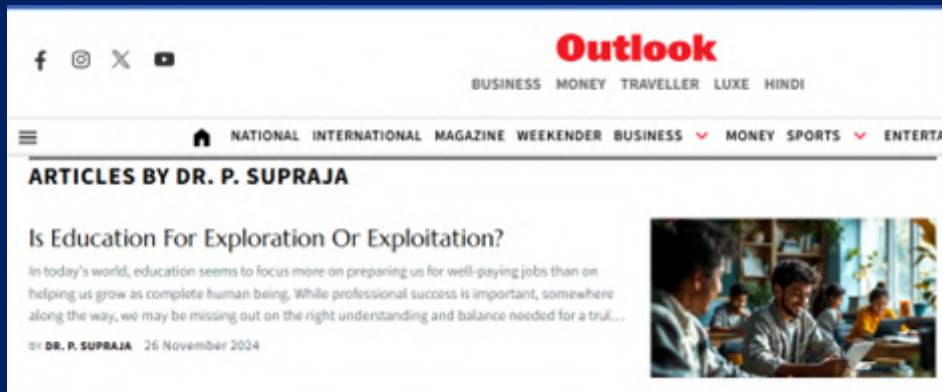 Outlook
BUSINESS MONEY TRAVELLER LUXE HINDI
NATIONAL INTERNATIONAL MAGAZINE WEEKENDER BUSINESS MONEY SPORTS ENTERTA
ARTICLES BY DR. P. SUPRAJA
Is Education For Exploration Or Exploitation?
In today's world, education seems to focus more on preparing us for well-paying jobs than on
helping us grow as complete human being. While professional success is important, somewhere
along the way, we may be missing out on the right understanding and balance needed for a trul...
BY DR. P. SUPRAJA 26 November 2024